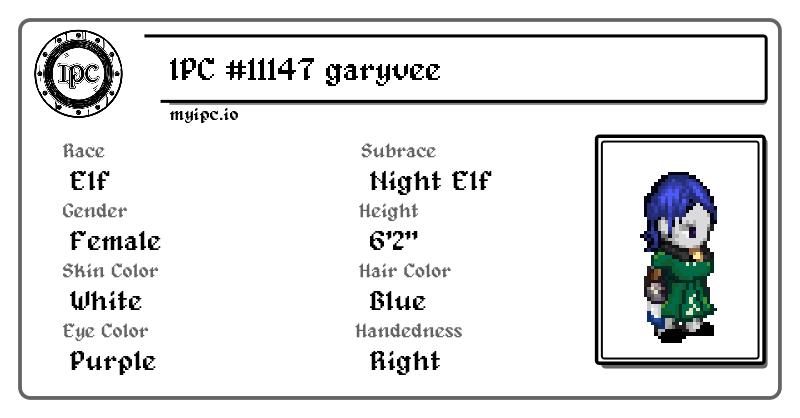 IPC
IPC #11147 garyvee
myipc.io
Race
Elf
Subrace
Night Elf
Gender
Female
Height
6'2"
Skin Color
White
Hair Color
Blue
Eye Color
Purple
Handedness
Right